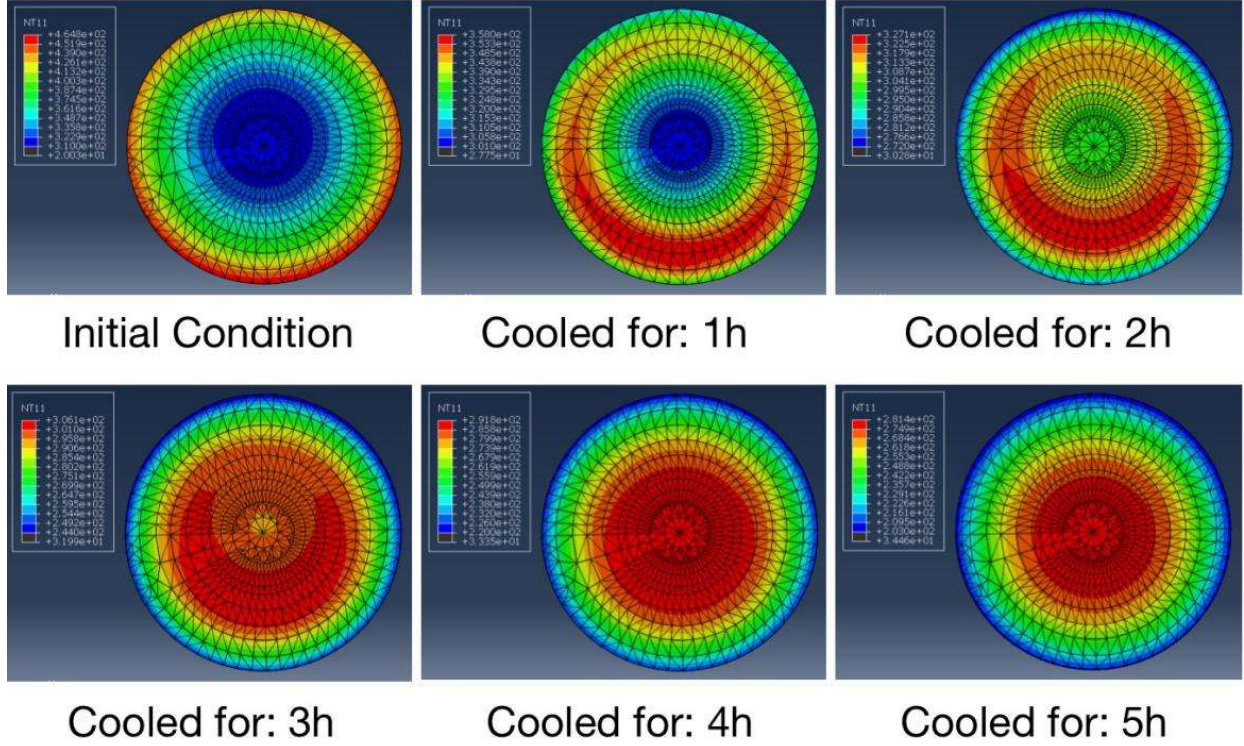 NT11
+4.648e+02
+4.519e+02
+4.390e+02
+4.261e+02
+4.132e+02
+4.003e+02
+3.874e+02
+3.745e+02
+3.616e+02
+3.487e+02
+3.358e+02
+3.229e+02
+3.100e+02
+2.003e+01
Initial Condition
NT11
+3.580e+02
+3.533e+02
+3.485e+02
+3.438e+02
+3.390e+02
+3.343e+02
+3.295e+02
+3.248e+02
+3.200e+02
+3.153e+02
+3.105e+02
+3.058e+02
+3.010e+02
+2.775e+01
Cooled for: 1h
NT11
+3.271e+02
+3.225e+02
+3.179e+02
+3.133e+02
+3.087e+02
+3.041e+02
+2.995e+02
+2.950e+02
+2.904e+02
+2.858e+02
+2.812e+02
+2.766e+02
+2.720e+02
+3.028e+01
Cooled for: 2h
NT11
+3.061e+02
+3.010e+02
+2.958e+02
+2.906e+02
+2.854e+02
+2.802e+02
+2.751e+02
+2.699e+02
+2.647e+02
+2.595e+02
+2.544e+02
+2.492e+02
+2.440e+02
+3.199e+01
Cooled for: 3h
NT11
+2.918e+02
+2.858e+02
+2.799e+02
+2.739e+02
+2.679e+02
+2.619e+02
+2.559e+02
+2.499e+02
+2.439e+02
+2.380e+02
+2.320e+02
+2.260e+02
+2.200e+02
+3.335e+01
Cooled for: 4h
NT11
+2.814e+02
+2.749e+02
+2.684e+02
+2.618e+02
+2.553e+02
+2.488e+02
+2.422e+02
+2.357e+02
+2.291e+02
+2.226e+02
+2.161e+02
+2.095e+02
+2.030e+02
+3.446e+01
Cooled for: 5h